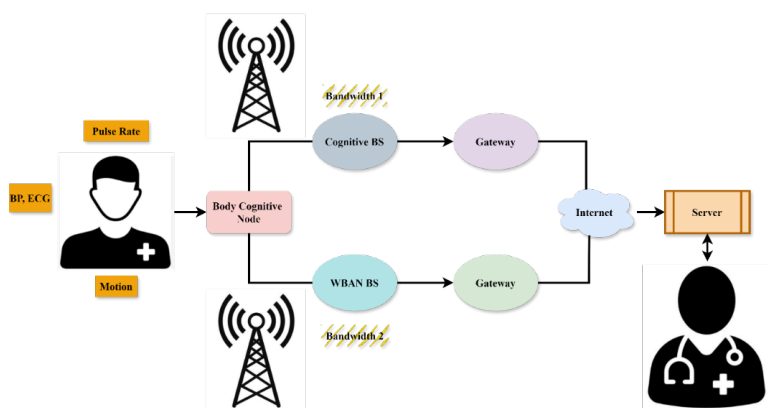 Bandwidth 1
Pulse Rate
Cognitive BS
Gateway
BP, ECG
Body Cognitive
Node
Internet
Server
Motion
WBAN BS
Gateway
Bandwidth 2